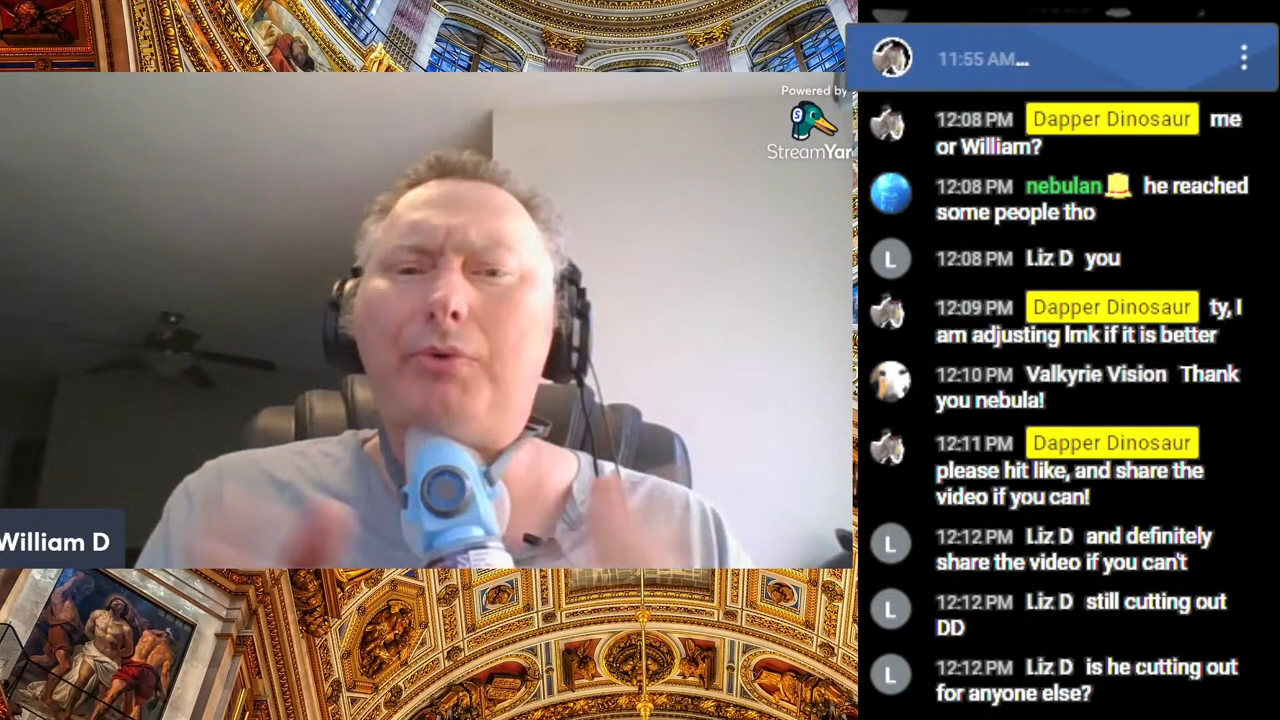 Powered by
StreamYar
William D
11:55 AM...
12:08 PM Dapper Dinosaur me
or William?
12:08 PM nebulan he reached
some people tho
L 12:08 PM Liz D you
12:09 PM Dapper Dinosaur ty, I
am adjusting lmk if it is better
12:10 PM Valkyrie Vision Thank
you nebula!
12:11 PM Dapper Dinosaur
please hit like, and share the
video if you can!
L 12:12 PM Liz D and definitely
share the video if you can't
L 12:12 PM Liz D still cutting out
DD
L 12:12 PM Liz D is he cutting out
for anyone else?